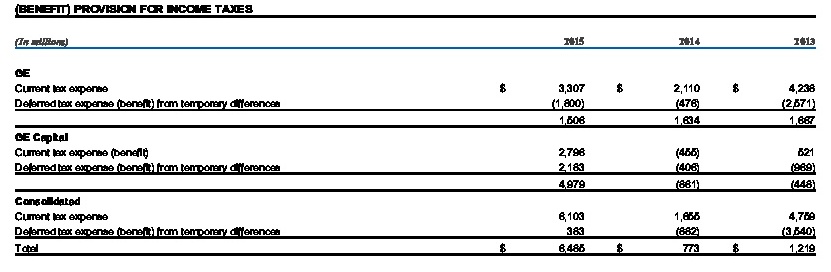 (BENEFIT) PROVISION FOR INCOME TAXES
(In millions) 2015 2014 2013
GE
Current tax expense $ 3,307 $ 2,110 $ 4,238
Deferred tax expense (benefit) from temporary differences (1,800) (476) (2,571)
1,506 1,634 1,667
GE Capital
Current tax expense (benefit) 2,796 (455) 521
Deferred tax expense (benefit) from temporary differences 2,183 (406) (969)
4,979 (861) (448)
Consolidated
Current tax expense 6,103 1,655 4,759
Deferred tax expense (benefit) from temporary differences 383 (882) (3,540)
Total $ 6,485 $ 773 $ 1,219